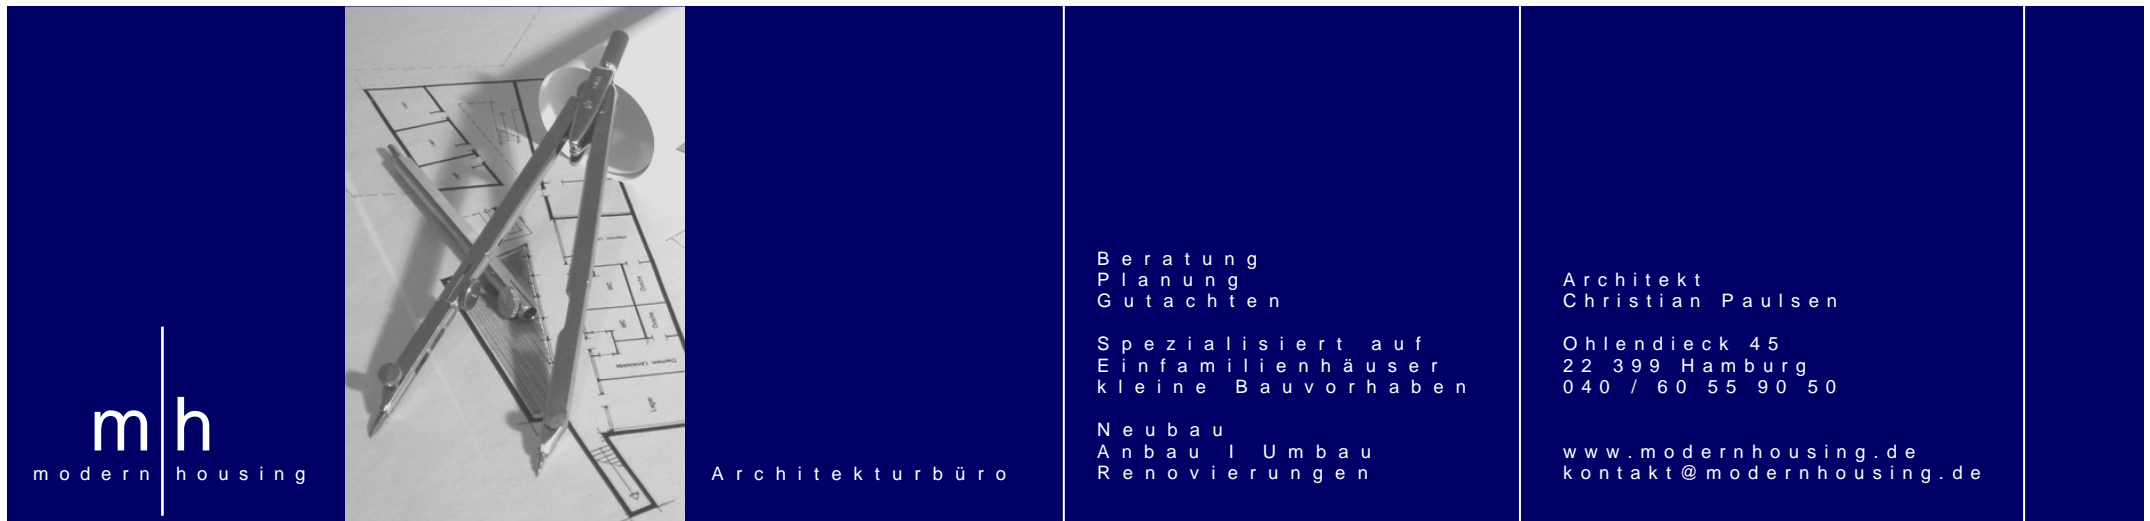 m h
modern housing
Architekturbüro
Beratung
Planung
Gutachten
Spezialisiert auf
Einfamilienhäuser
kleine Bauvorhaben
Neubau
Anbau | Umbau
Renovierungen
Architekt
Christian Paulsen
Ohlendieck 45
22 399 Hamburg
040 / 60 55 90 50
www.modernhousing.de
kontakt@modernhousing.de